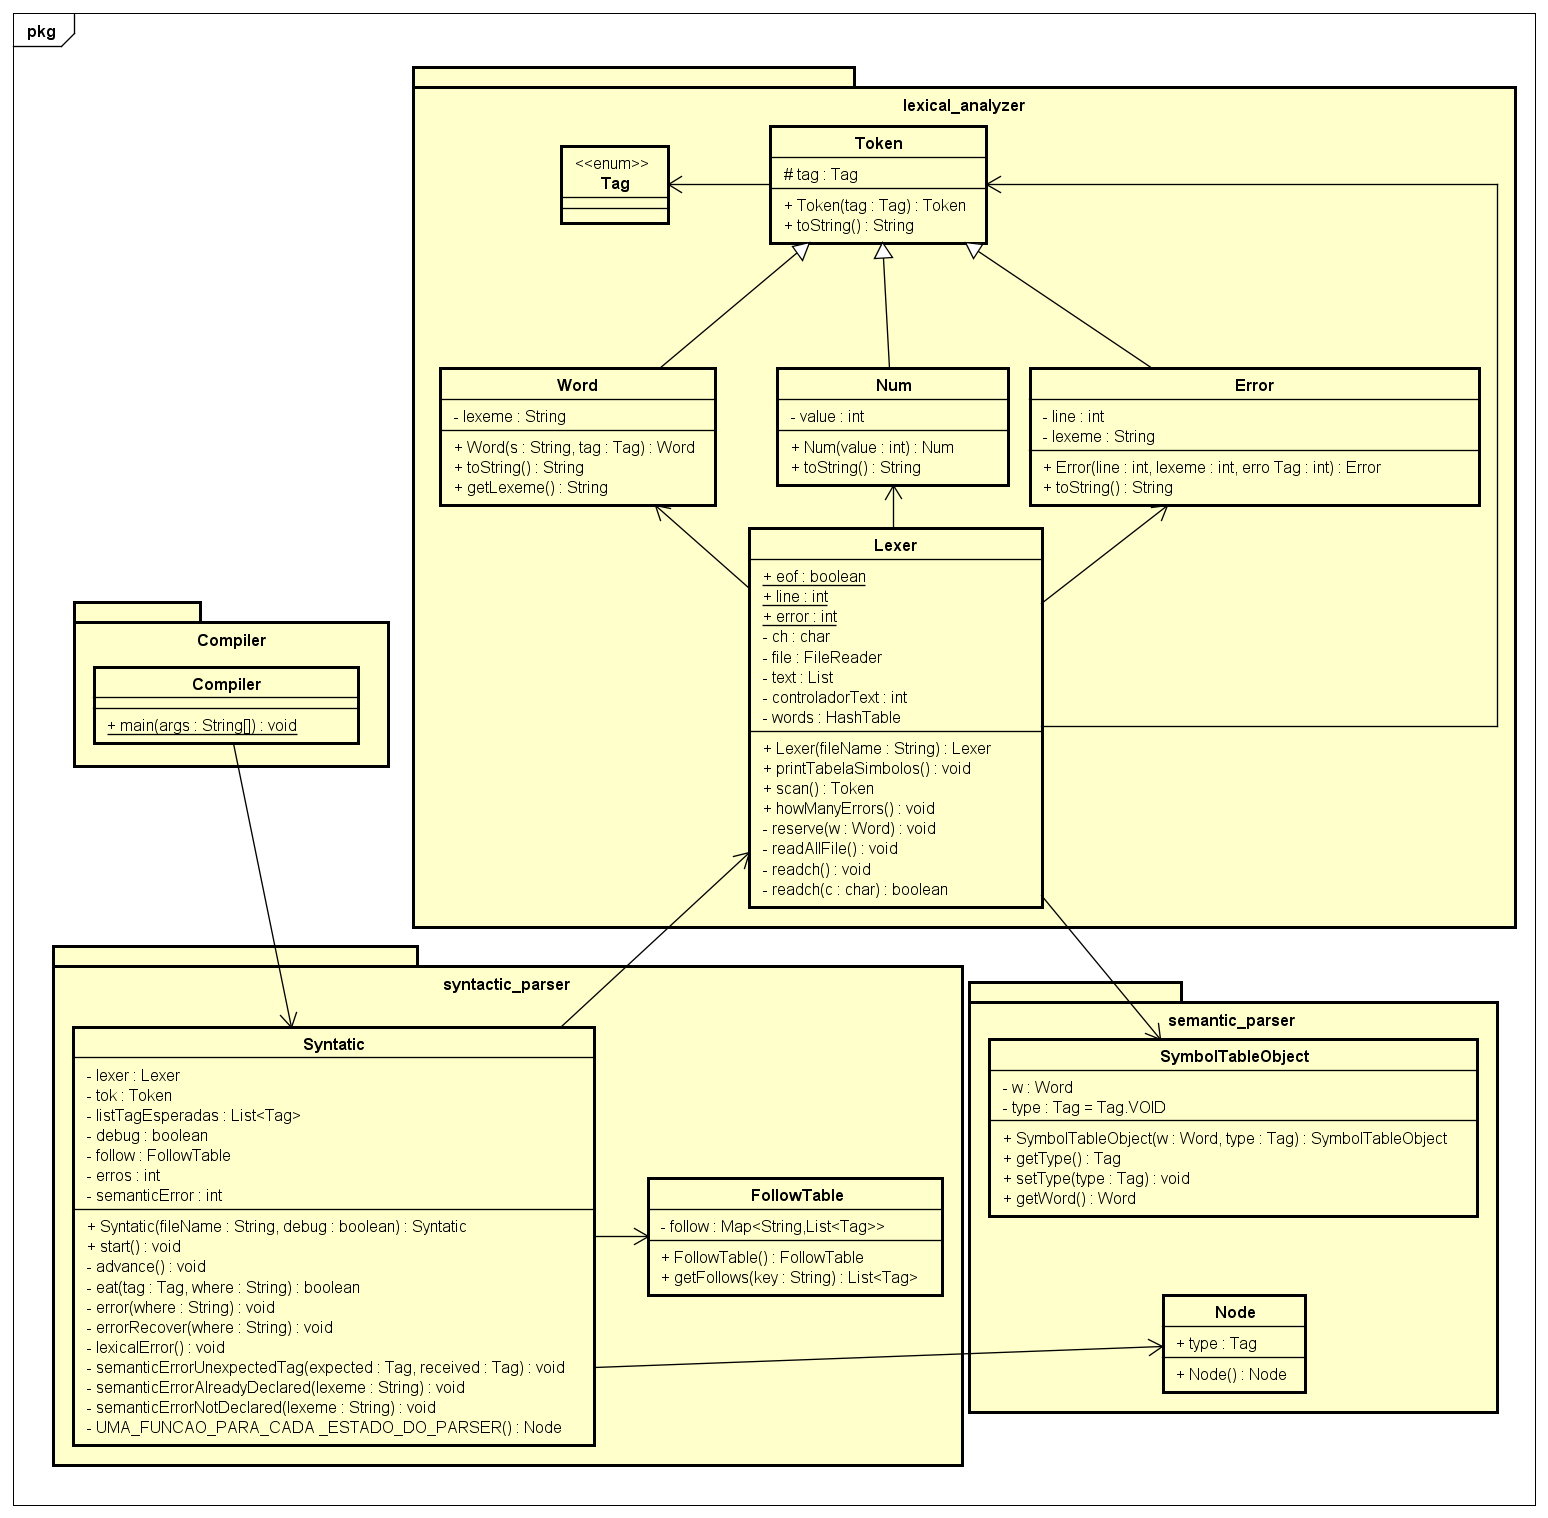 pkg
lexical_analyzer
<<enum>>
Tag
Token
# tag : Tag
+ Token(tag : Tag) : Token
+ toString() : String
Word
- lexeme : String
+ Word(s : String, tag : Tag) : Word
+ toString() : String
+ getLexeme() : String
Num
- value : int
+ Num(value : int) : Num
+ toString() : String
Error
- line : int
- lexeme : String
+ Error(line : int, lexeme : int, erro Tag : int) : Error
+ toString() : String
Lexer
+ eof : boolean
+ line : int
+ error : int
- ch : char
- file : FileReader
- text : List
- controladorText : int
- words : HashTable
+ Lexer(fileName : String) : Lexer
+ printTabelaSimbolos() : void
+ scan() : Token
+ howManyErrors() : void
- reserve(w : Word) : void
- readAllFile() : void
- readch() : void
- readch(c : char) : boolean
Compiler
Compiler
+ main(args : String[]) : void
syntactic_parser
Syntatic
- lexer : Lexer
- tok : Token
- listTagEsperadas : List<Tag>
- debug : boolean
- follow : FollowTable
- erros : int
- semanticError : int
+ Syntatic(fileName : String, debug : boolean) : Syntatic
+ start() : void
- advance() : void
- eat(tag : Tag, where : String) : boolean
- error(where : String) : void
- errorRecover(where : String) : void
- lexicalError() : void
- semanticErrorUnexpectedTag(expected : Tag, received : Tag) : void
- semanticErrorAlreadyDeclared(lexeme : String) : void
- semanticErrorNotDeclared(lexeme : String) : void
- UMA_FUNCAO_PARA_CADA _ESTADO_DO_PARSER() : Node
FollowTable
- follow : Map<String,List<Tag>>
+ FollowTable() : FollowTable
+ getFollows(key : String) : List<Tag>
semantic_parser
SymbolTableObject
- w : Word
- type : Tag = Tag.VOID
+ SymbolTableObject(w : Word, type : Tag) : SymbolTableObject
+ getType() : Tag
+ setType(type : Tag) : void
+ getWord() : Word
Node
+ type : Tag
+ Node() : Node